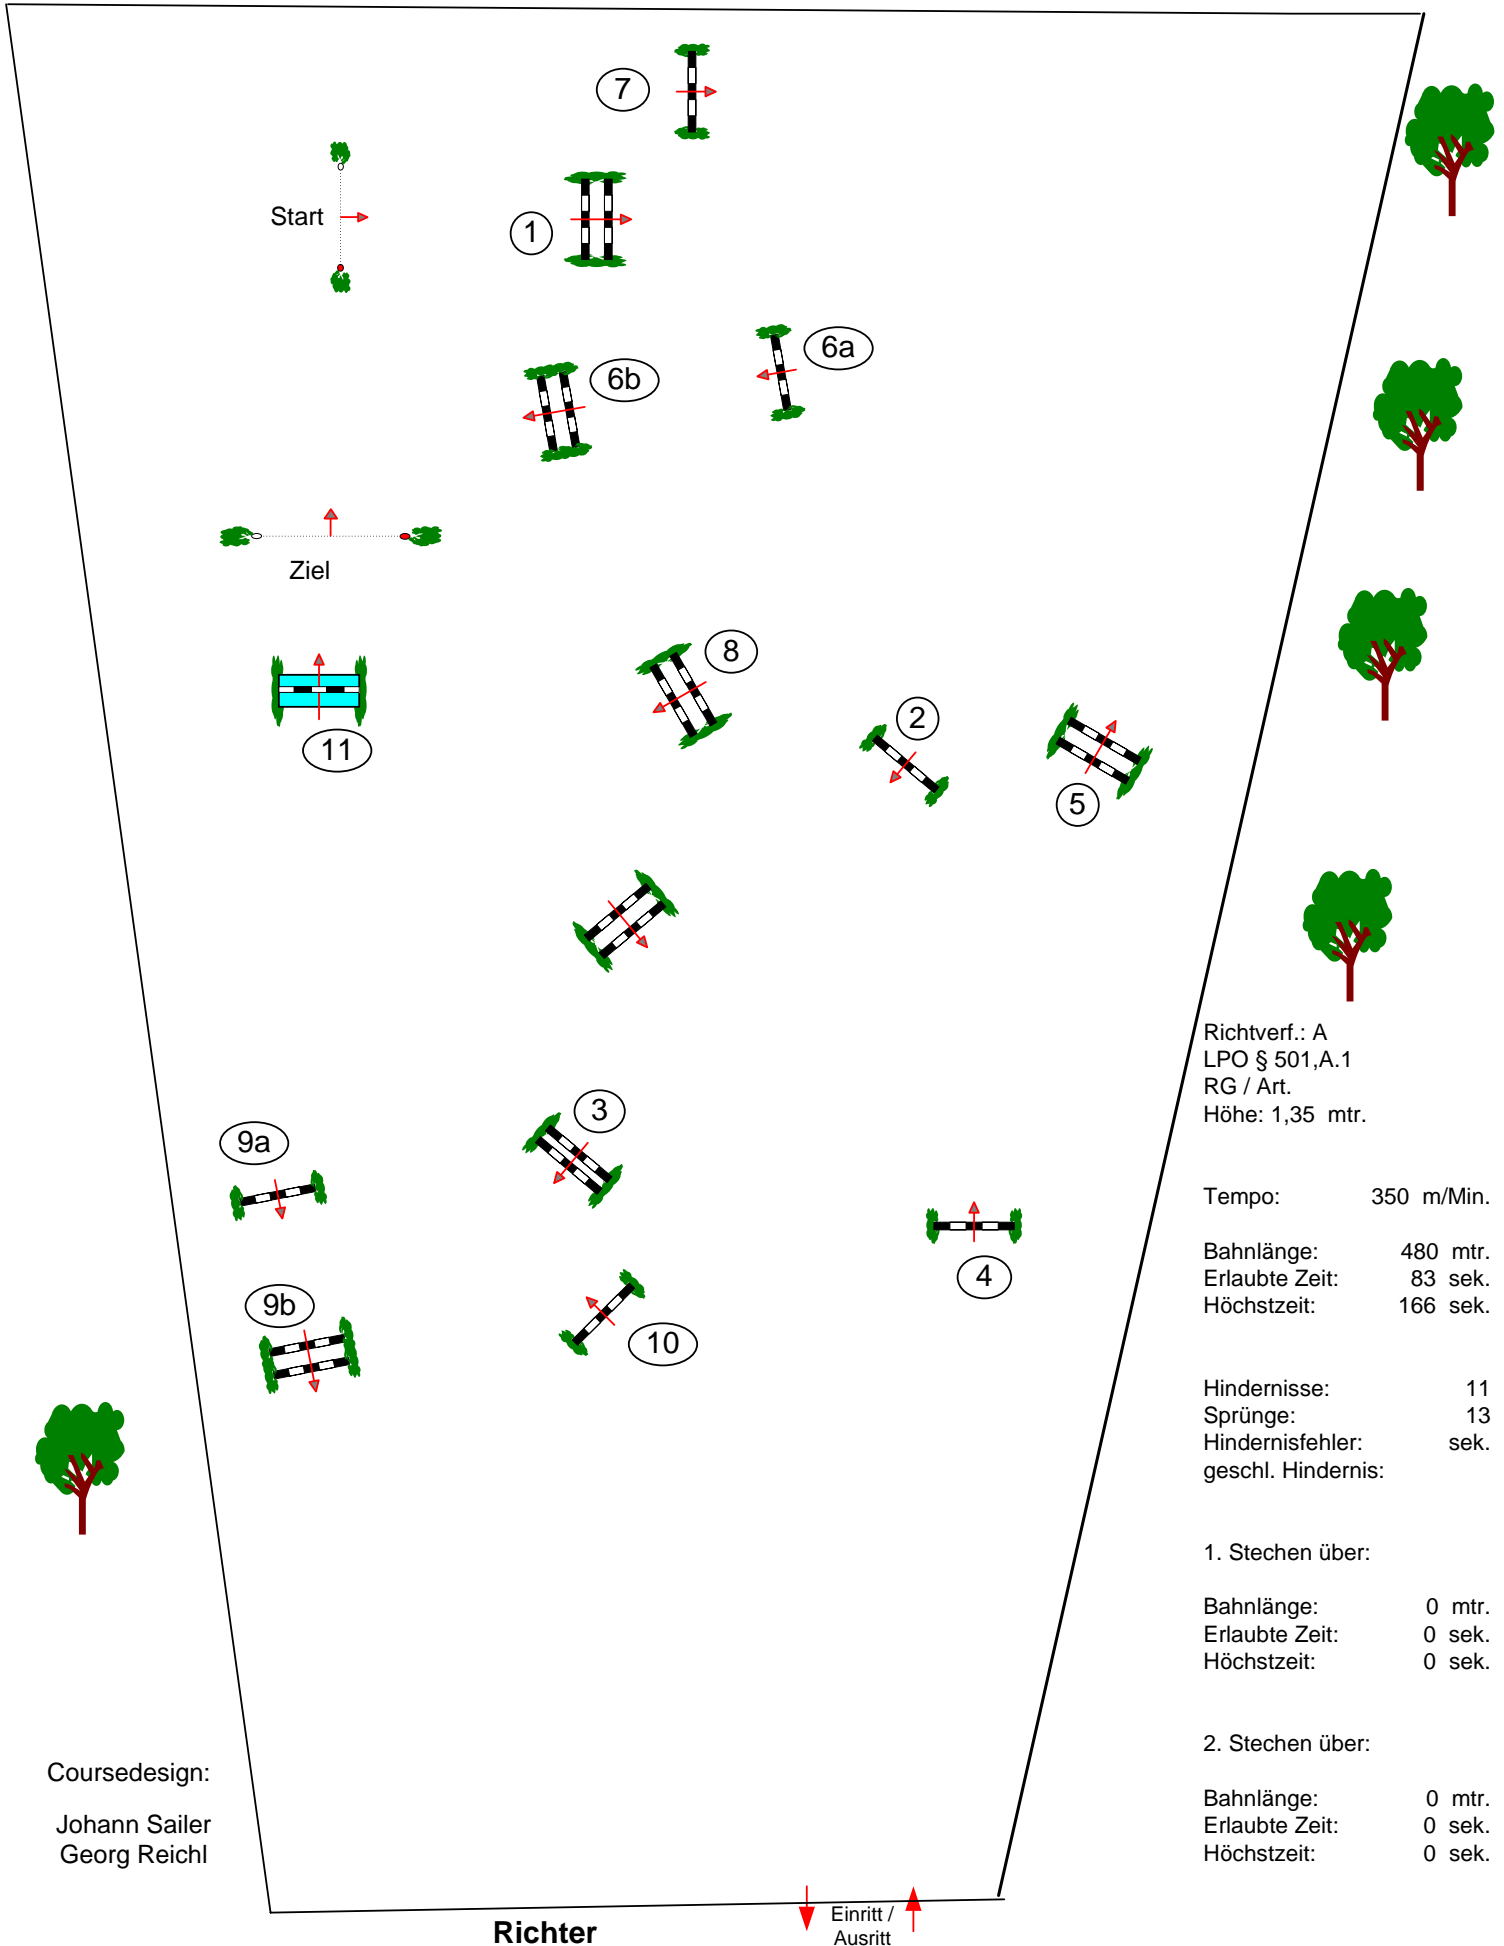 7
Start
1
6a
6b
Ziel
8
2
11
5
3
9a
4
9b
10
Richtverf.: A
LPO § 501,A.1
RG / Art.
Höhe: 1,35 mtr.
Tempo: 350 m/Min.
Bahnlänge: 480 mtr.
Erlaubte Zeit: 83 sek.
Höchstzeit: 166 sek.
Hindernisse: 11
Sprünge: 13
Hindernisfehler: sek.
geschl. Hindernis:
1. Stechen über:
Bahnlänge: 0 mtr.
Erlaubte Zeit: 0 sek.
Höchstzeit: 0 sek.
2. Stechen über:
Bahnlänge: 0 mtr.
Erlaubte Zeit: 0 sek.
Höchstzeit: 0 sek.
Coursedesign:
Johann Sailer
Georg Reichl
Richter
Einritt /
Ausritt